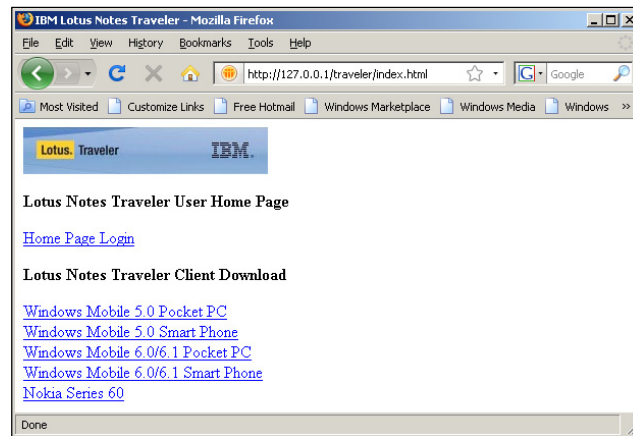 IBM Lotus Notes Traveler - Mozilla Firefox
File Edit View History Bookmarks Tools Help
http://127.0.0.1/traveler/index.html G Google
Most Visited Customize Links Free Hotmail Windows Marketplace Windows Media Windows »
Lotus. Traveler IBM.
Lotus Notes Traveler User Home Page
Home Page Login
Lotus Notes Traveler Client Download
Windows Mobile 5.0 Pocket PC
Windows Mobile 5.0 Smart Phone
Windows Mobile 6.0/6.1 Pocket PC
Windows Mobile 6.0/6.1 Smart Phone
Nokia Series 60
Done